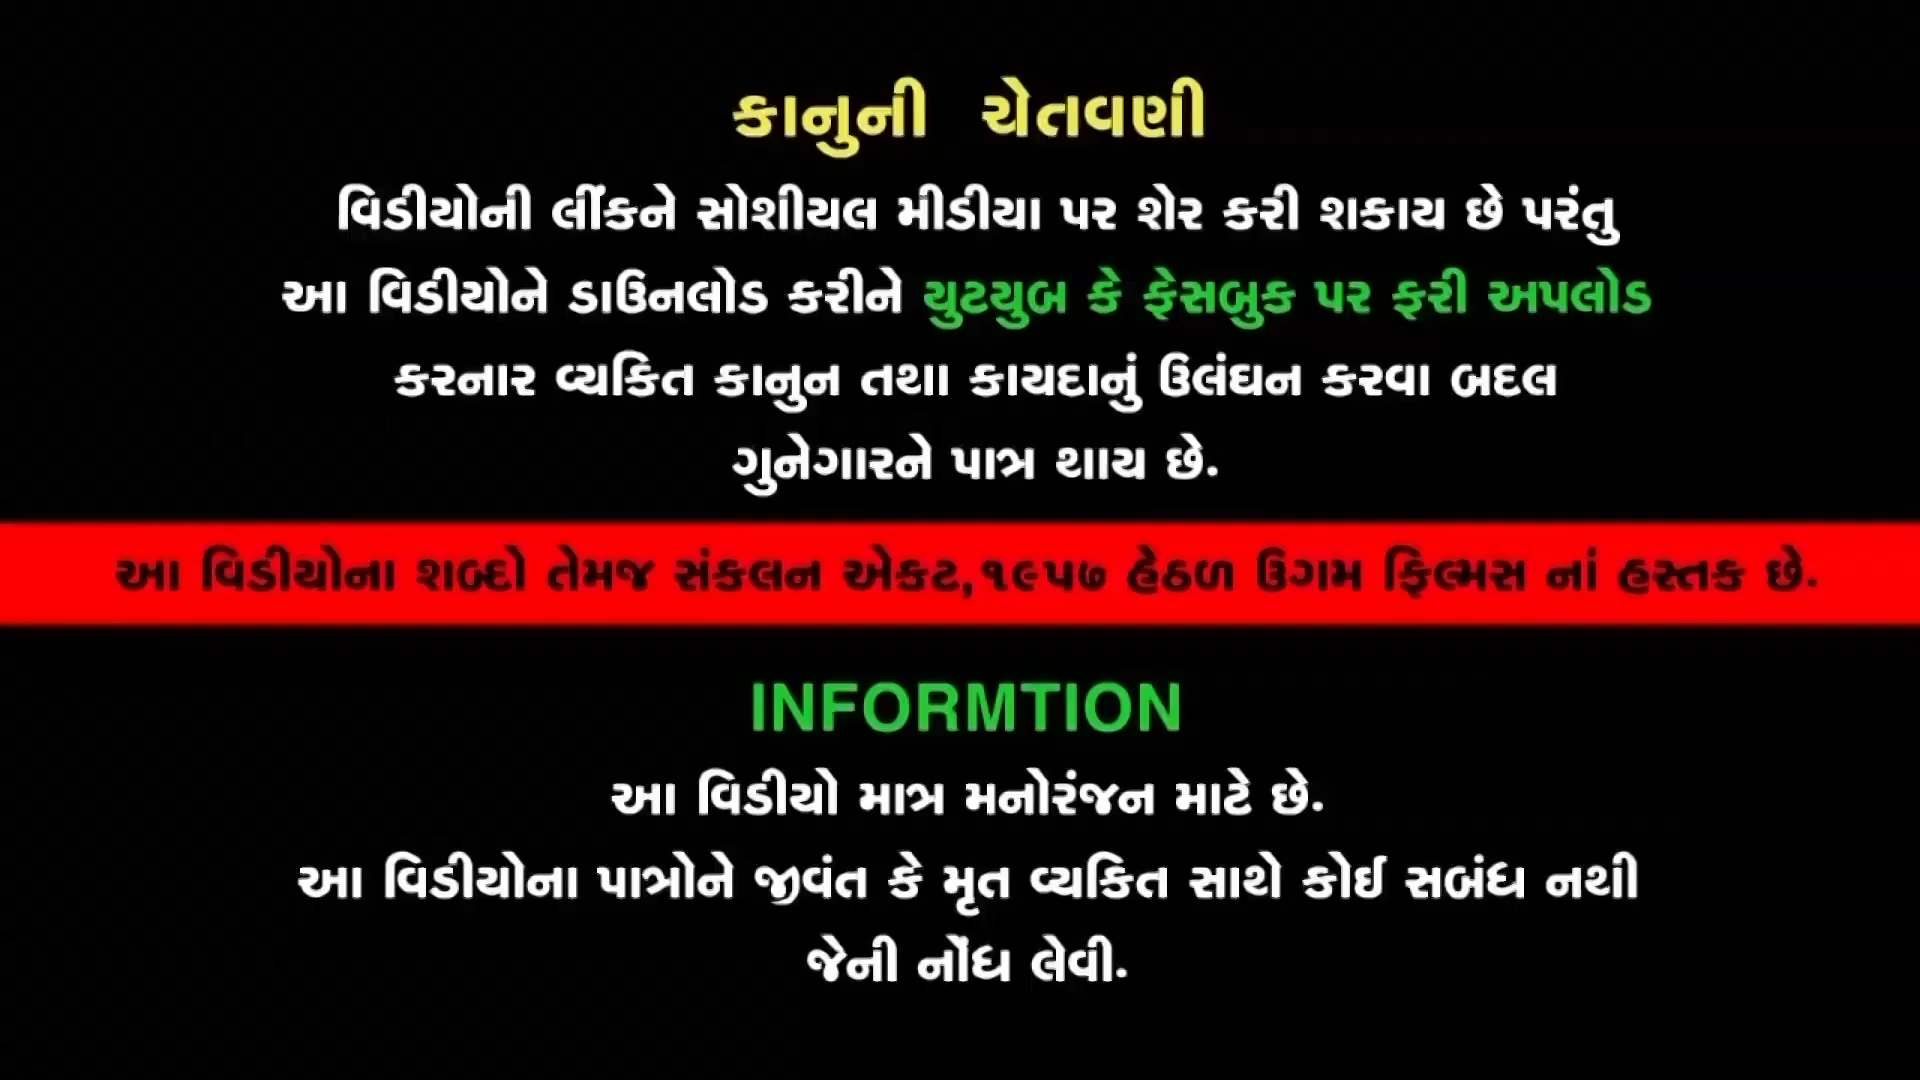 કાનુની ચેતવણી
વિડીયોની લીંકને સોશીયલ મીડીયા પર શેર કરી શકાય છે પરંતુ
આ વિડીયોને ડાઉનલોડ કરીને યુટયુબ કે ફેસબુક પર ફરી અપલોડ
કરનાર વ્યકિત કાનુન તથા કાયદાનું ઉલંઘન કરવા બદલ
ગુનેગારને પાત્ર થાય છે.
આ વિડીયોના શબ્દો તેમજ સંકલન એકટ,૧૯૫૭ હેઠળ ઉગમ ફિલ્મસ નાં હસ્તક છે.
INFORMTION
આ વિડીયો માત્ર મનોરંજન માટે છે.
આ વિડીયોના પાત્રોને જીવંત કે મૃત વ્યકિત સાથે કોઈ સબંધ નથી
જેની નોંધ લેવી.